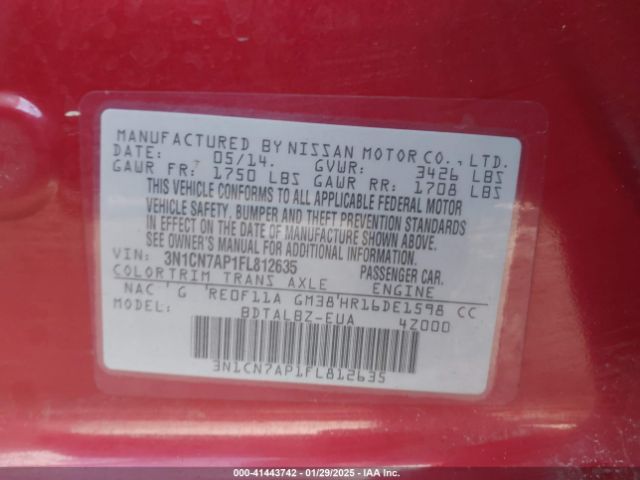 MANUFACTURED BY NISSAN MOTOR CO., LTD.
DATE: 05/14. GVWR: 3426 LBS
GAWR FR: 1750 LBS GAWR RR: 1708 LBS
THIS VEHICLE CONFORMS TO ALL APPLICABLE FEDERAL MOTOR
VEHICLE SAFETY, BUMPER AND THEFT PREVENTION STANDARDS
IN EFFECT ON THE DATE OF MANUFACTURE SHOWN ABOVE.
SEE OWNER'S MANUAL FOR ADDITIONAL INFORMATION.
VIN: 3N1CN7AP1FL812635 PASSENGER CAR.
COLOR TRIM TRANS AXLE ENGINE
NAC G RE0F11A GM38 HR16DE1598 CC
MODEL: BDTALBZ-EUA 4Z000
3N1CN7AP1FL812635
000-41443742 - 01/29/2025 - IAA Inc.